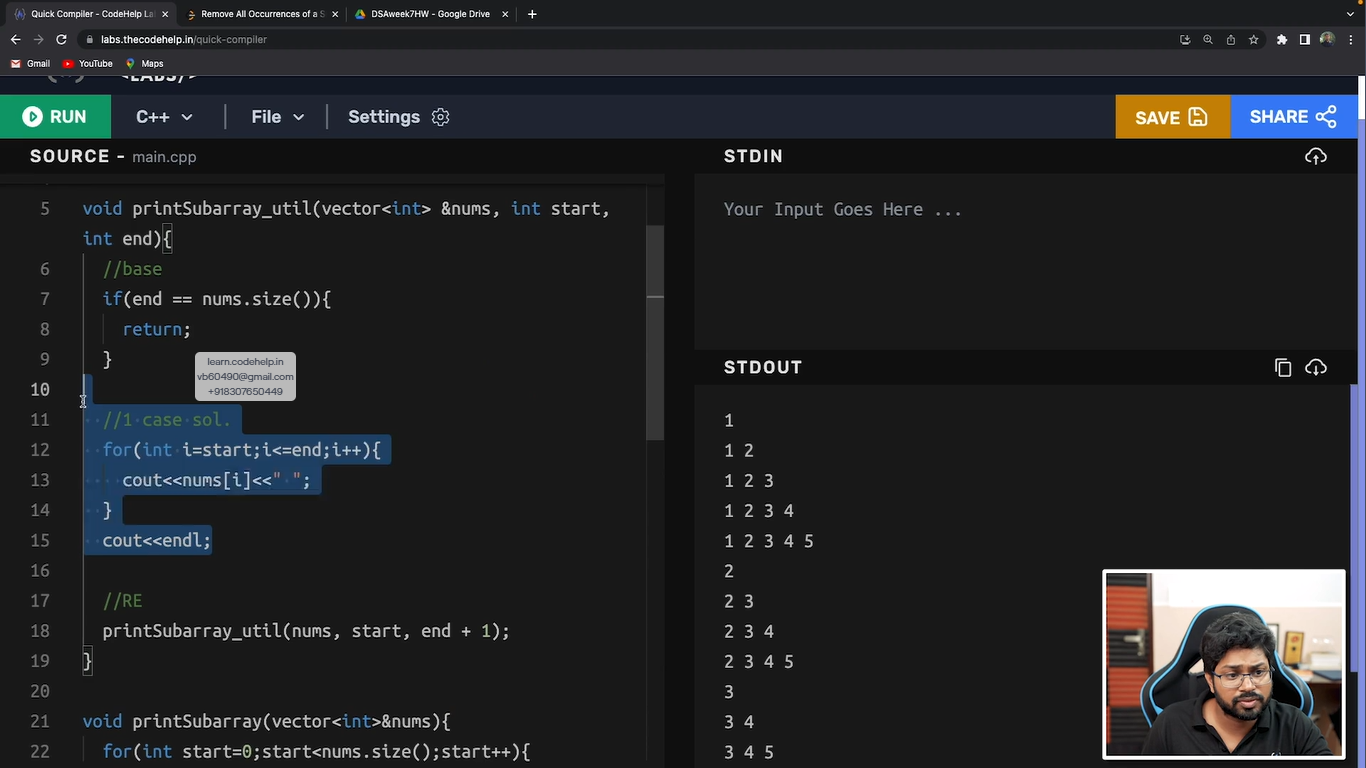 Quick Compiler - CodeHelp La
Remove All Occurrences of a S
DSAweek7HW - Google Drive
labs.thecodehelp.in/quick-compiler
Gmail
YouTube
Maps
<LABS/>
RUN
C++
File
Settings
SAVE
SHARE
SOURCE - main.cpp
5 void printSubarray_util(vector<int> &nums, int start,
int end){
6 //base
7 if(end == nums.size()){
8 return;
9 }
10
11 //1 case sol.
12 for(int i=start;i<=end;i++){
13 cout<<nums[i]<<" ";
14 }
15 cout<<endl;
16
17 //RE
18 printSubarray_util(nums, start, end + 1);
19 }
20
21 void printSubarray(vector<int>&nums){
22 for(int start=0;start<nums.size();start++){
learn.codehelp.in
vb60490@gmail.com
+918307650449
STDIN
Your Input Goes Here ...
STDOUT
1
1 2
1 2 3
1 2 3 4
1 2 3 4 5
2
2 3
2 3 4
2 3 4 5
3
3 4
3 4 5